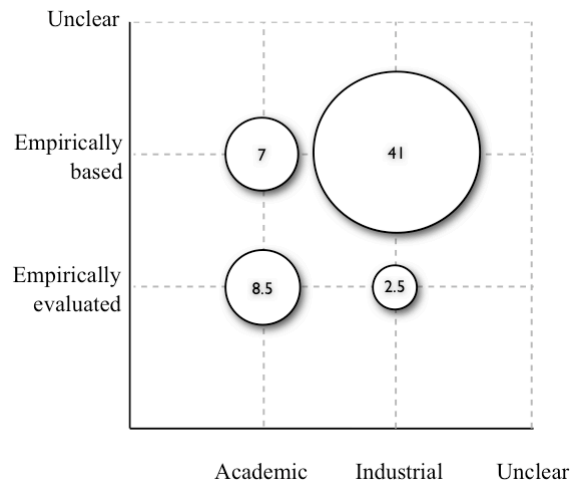 Unclear
Empirically
based
7
41
Empirically
evaluated
8.5
2.5
Academic
Industrial
Unclear